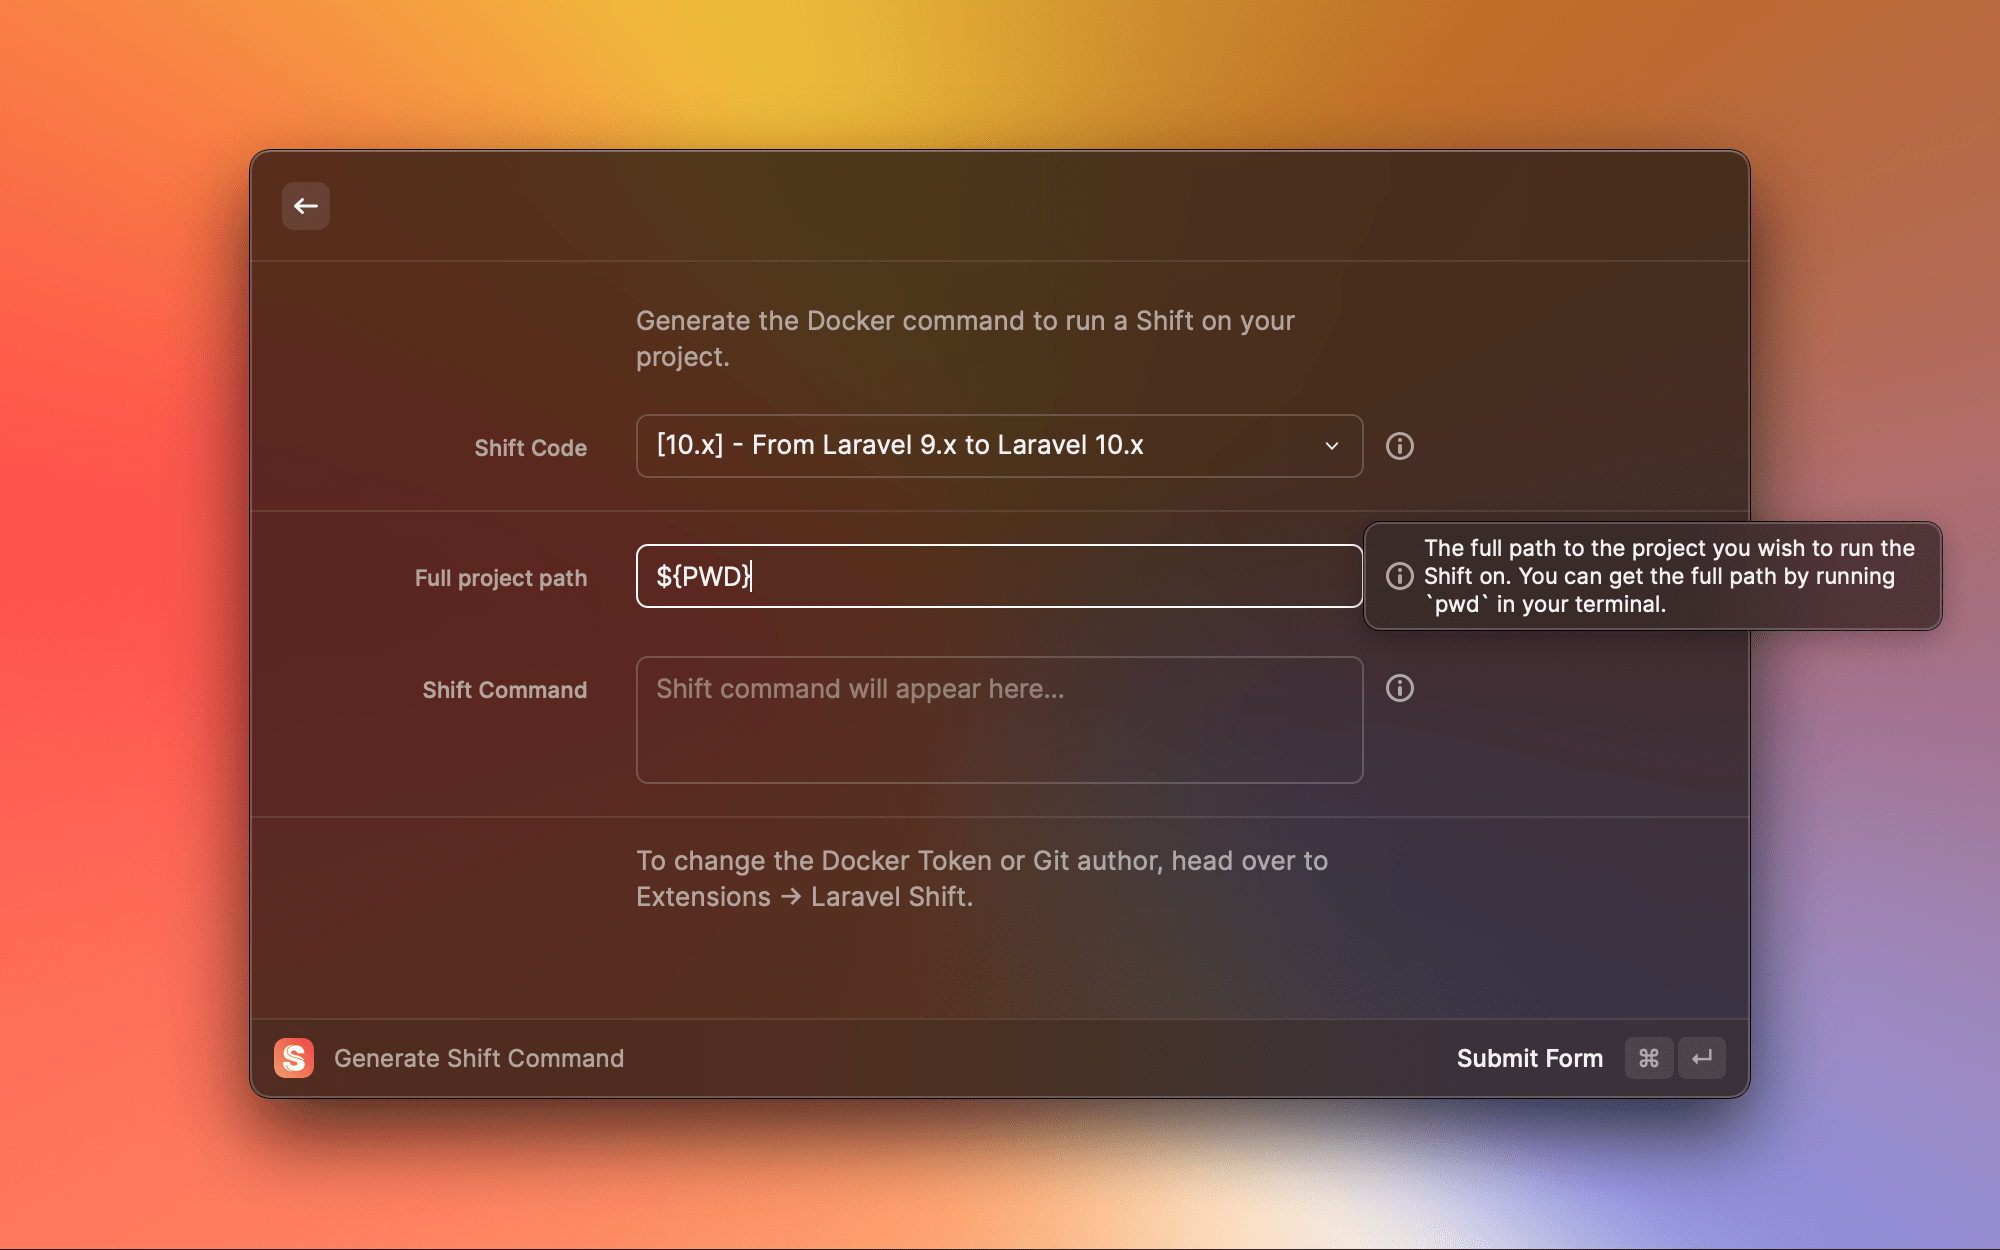 Generate the Docker command to run a Shift on your
project.
Shift Code
[10.x] - From Laravel 9.x to Laravel 10.x
Full project path
${PWD}
The full path to the project you wish to run the
Shift on. You can get the full path by running
`pwd` in your terminal.
Shift Command
Shift command will appear here...
To change the Docker Token or Git author, head over to
Extensions → Laravel Shift.
S
Generate Shift Command
Submit Form ⌘ ↵